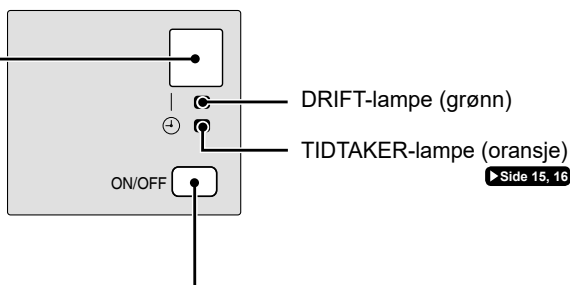 DRIFT-lampe (grønn)
TIDTAKER-lampe (oransje)
Side 15, 16
ON/OFF